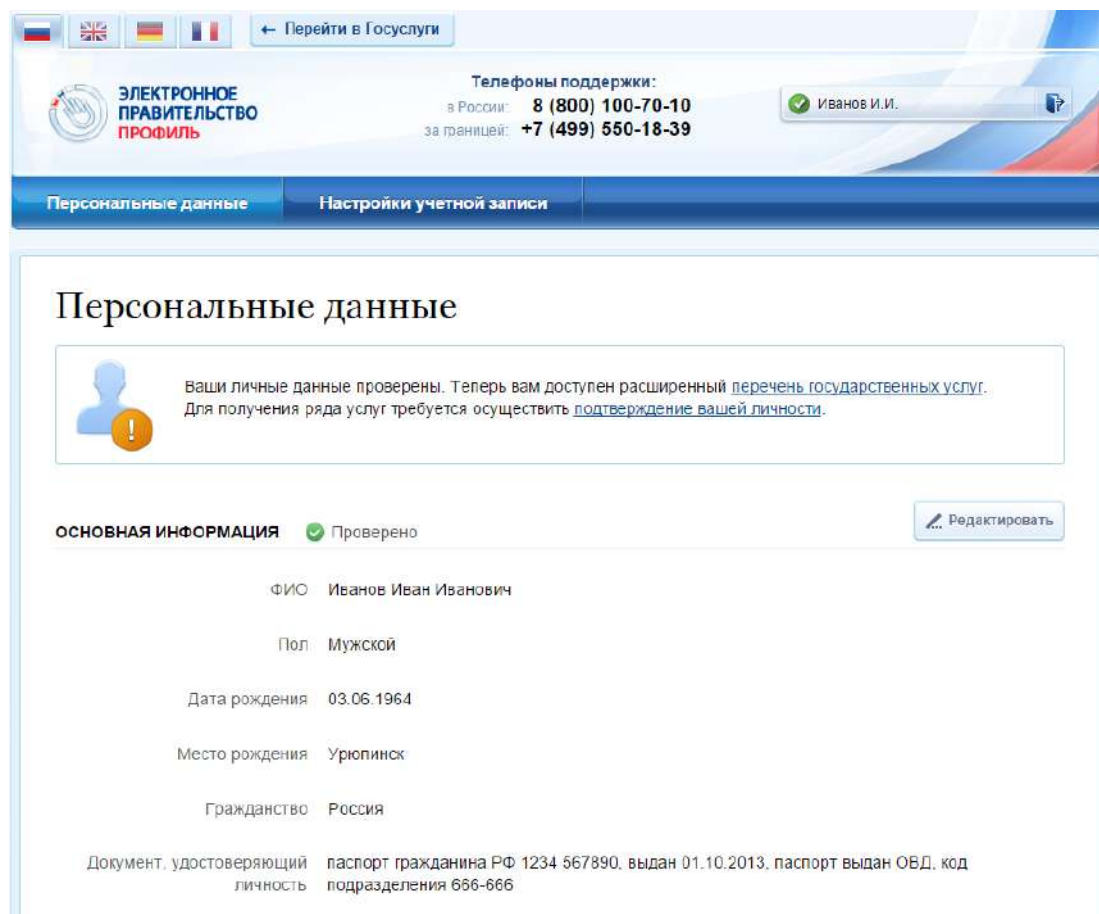 ← Перейти в Госуслуги
ЭЛЕКТРОННОЕ
ПРАВИТЕЛЬСТВО
ПРОФИЛЬ
Телефоны поддержки:
в России: 8 (800) 100-70-10
за границей: +7 (499) 550-18-39
Иванов И.И.
Персональные данные Настройки учетной записи
Персональные данные
Ваши личные данные проверены. Теперь вам доступен расширенный перечень государственных услуг.
Для получения ряда услуг требуется осуществить подтверждение вашей личности.
ОСНОВНАЯ ИНФОРМАЦИЯ Проверено
Редактировать
ФИО Иванов Иван Иванович
Пол Мужской
Дата рождения 03.06.1964
Место рождения Урюпинск
Гражданство Россия
Документ, удостоверяющий паспорт гражданина РФ 1234 567890, выдан 01.10.2013, паспорт выдан ОВД, код
личность подразделения 666-666